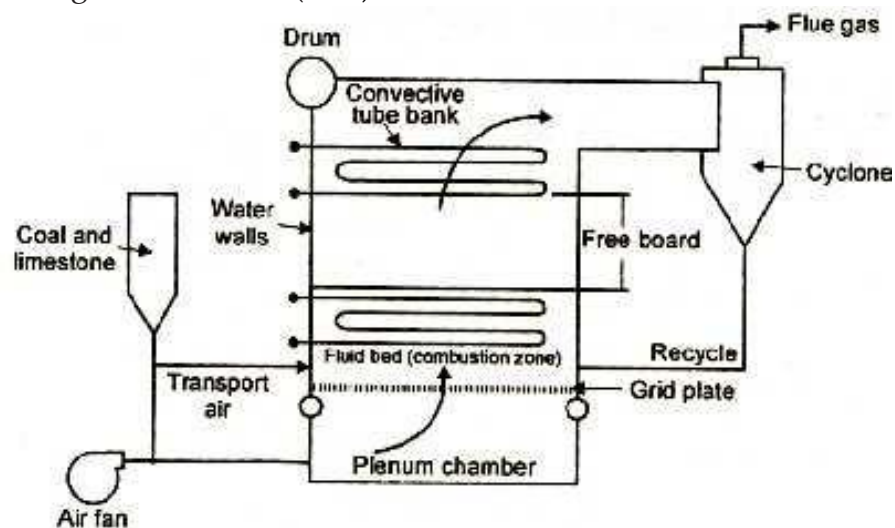 Drum
Flue gas
Convective
tube bank
Cyclone
Water
walls
Coal and
limestone
Free board
Fluid bed (combustion zone)
Recycle
Transport
air
Grid plate
Plenum chamber
Air fan